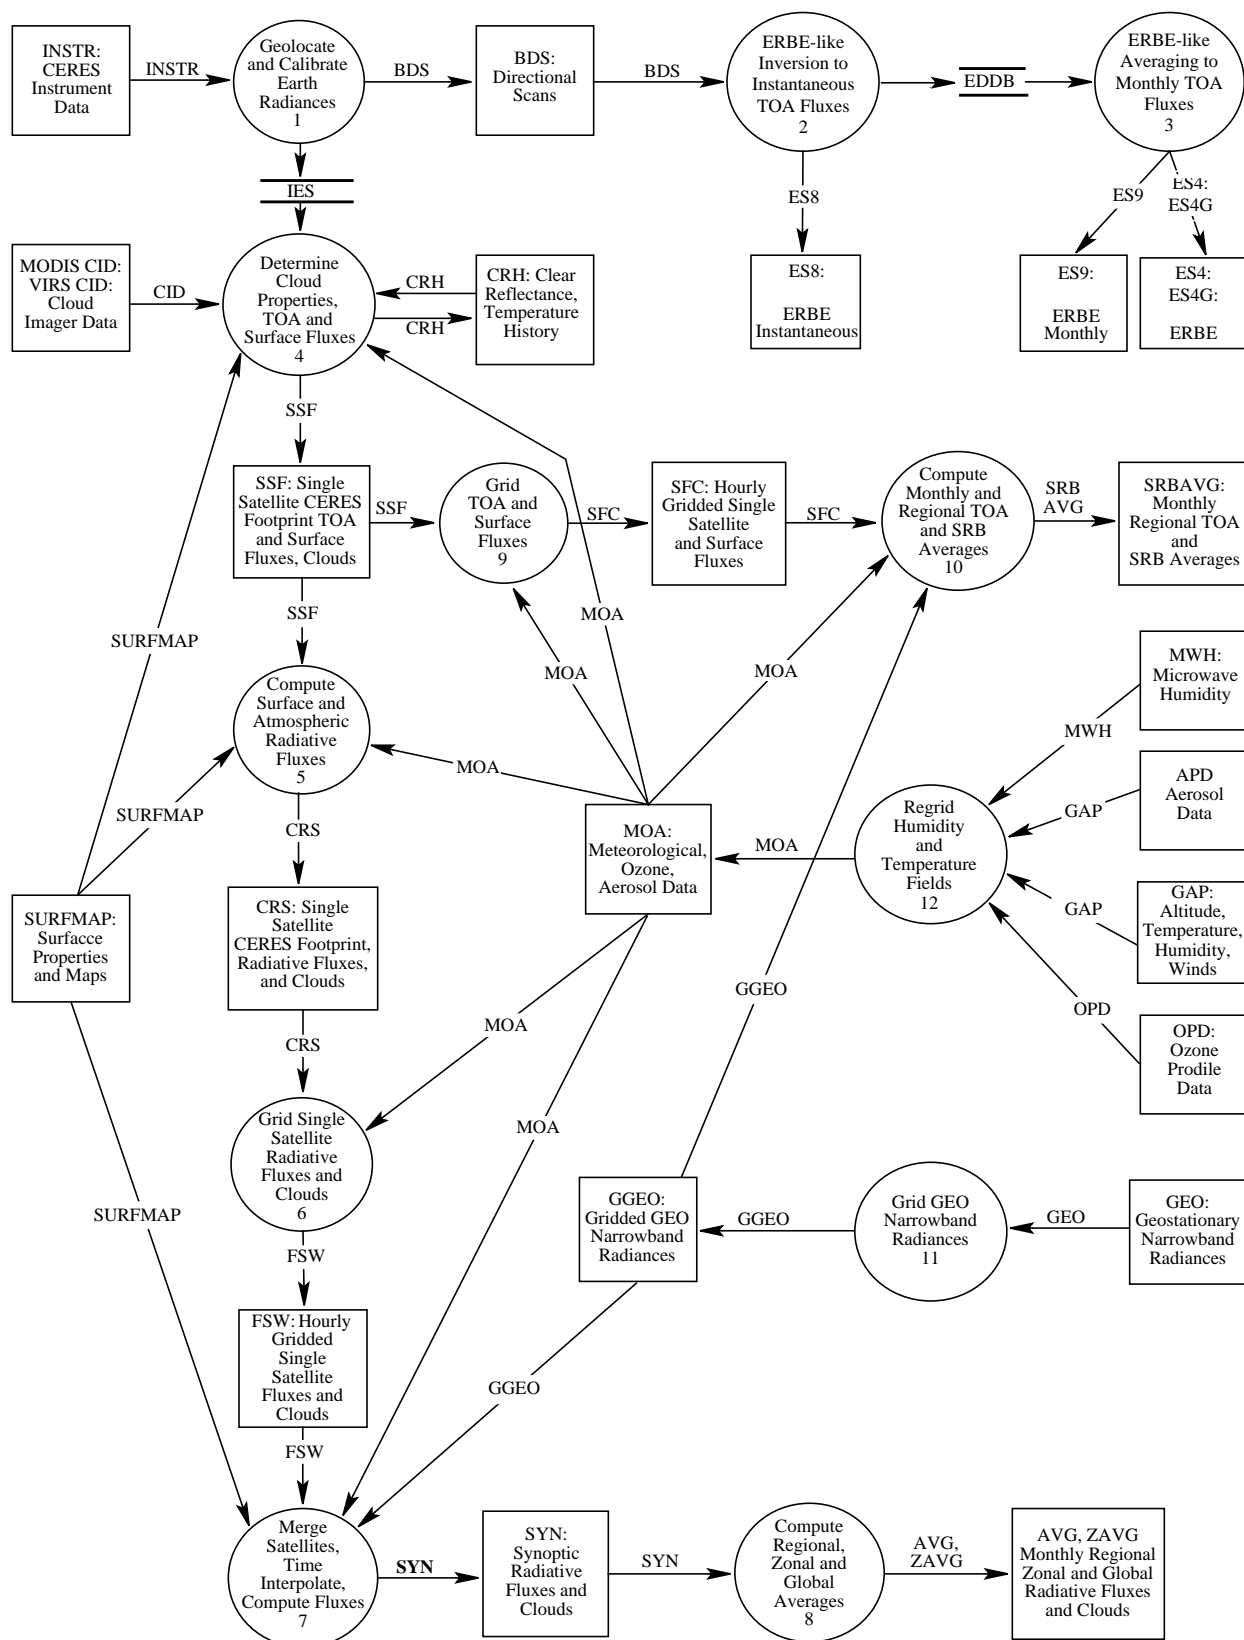 INSTR:
CERES
Instrument
Data
INSTR
Geolocate
and Calibrate
Earth
Radiances
1
BDS
BDS:
Directional
Scans
BDS
ERBE-like
Inversion to
Instantaneous
TOA Fluxes
2
EDDB
ERBE-like
Averaging to
Monthly TOA
Fluxes
3
IES
ES8
ES9
ES4:
ES4G
MODIS CID:
VIRS CID:
Cloud
Imager Data
CID
Determine
Cloud
Properties,
TOA and
Surface Fluxes
4
CRH
CRH
CRH: Clear
Reflectance,
Temperature
History
ES8:
ERBE
Instantaneous
ES9:
ERBE
Monthly
ES4:
ES4G:
ERBE
SSF
SSF: Single
Satellite CERES
Footprint TOA
and Surface
Fluxes, Clouds
SSF
Grid
TOA and
Surface
Fluxes
9
SFC
SFC: Hourly
Gridded Single
Satellite
and Surface
Fluxes
SFC
Compute
Monthly and
Regional TOA
and SRB
Averages
10
SRB
AVG
SRBAVG:
Monthly
Regional TOA
and
SRB Averages
SSF
SURFMAP
MOA
MOA
MOA
MWH:
Microwave
Humidity
MWH
Compute
Surface and
Atmospheric
Radiative
Fluxes
5
MOA
SURFMAP
CRS
MOA:
Meteorological,
Ozone,
Aerosol Data
MOA
Regrid
Humidity
and
Temperature
Fields
12
GAP
APD
Aerosol
Data
GAP
GAP:
Altitude,
Temperature,
Humidity,
Winds
SURFMAP:
Surfacce
Properties
and Maps
CRS: Single
Satellite
CERES Footprint,
Radiative Fluxes,
and Clouds
GGEO
OPD
OPD:
Ozone
Prodile
Data
CRS
MOA
MOA
Grid Single
Satellite
Radiative
Fluxes and
Clouds
6
SURFMAP
GGEO:
Gridded GEO
Narrowband
Radiances
GGEO
Grid GEO
Narrowband
Radiances
11
GEO
GEO:
Geostationary
Narrowband
Radiances
FSW
FSW: Hourly
Gridded
Single
Satellite
Fluxes and
Clouds
GGEO
FSW
Merge
Satellites,
Time
Interpolate,
Compute Fluxes
7
SYN
SYN:
Synoptic
Radiative
Fluxes and
Clouds
SYN
Compute
Regional,
Zonal and
Global
Averages
8
AVG,
ZAVG
AVG, ZAVG
Monthly Regional
Zonal and Global
Radiative Fluxes
and Clouds